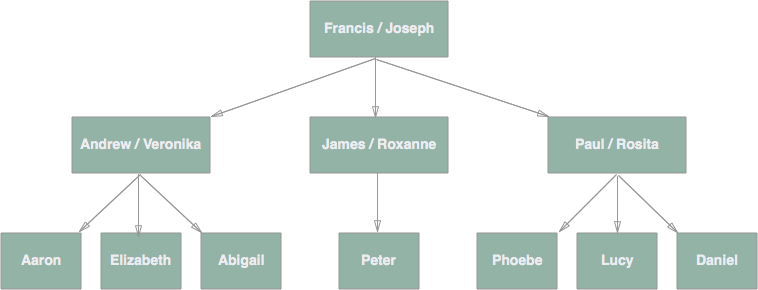 Francis / Joseph
Andrew / Veronika
James / Roxanne
Paul / Rosita
Aaron
Elizabeth
Abigail
Peter
Phoebe
Lucy
Daniel